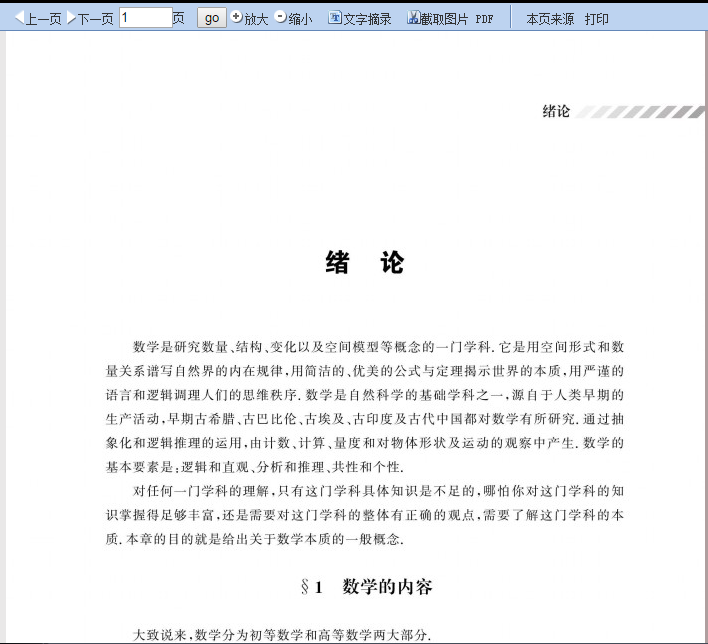 上一页 下一页 1 页 go 放大 缩小 文字摘录 截取图片 PDF 本页来源 打印
绪论
绪 论
数学是研究数量、结构、变化以及空间模型等概念的一门学科. 它是用空间形式和数
量关系谱写自然界的内在规律,用简洁的、优美的公式与定理揭示世界的本质,用严谨的
语言和逻辑调理人们的思维秩序. 数学是自然科学的基础学科之一,源自于人类早期的
生产活动,早期古希腊、古巴比伦、古埃及、古印度及古代中国都对数学有所研究. 通过抽
象化和逻辑推理的运用,由计数、计算、量度和对物体形状及运动的观察中产生. 数学的
基本要素是:逻辑和直观、分析和推理、共性和个性.
对任何一门学科的理解,只有这门学科具体知识是不足的,哪怕你对这门学科的知
识掌握得足够丰富,还是需要对这门学科的整体有正确的观点,需要了解这门学科的本
质. 本章的目的就是给出关于数学本质的一般概念.
§1 数学的内容
大致说来,数学分为初等数学和高等数学两大部分.